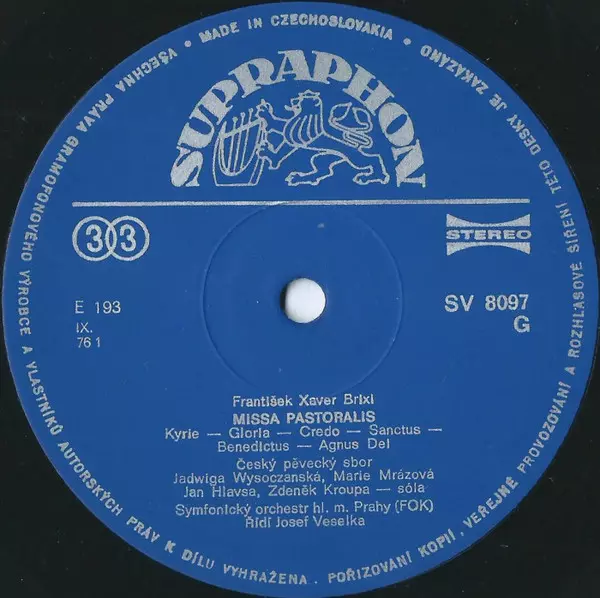 VŠECHNA PRÁVA GRAMOFONOVÉHO VÝROBCE A VLASTNÍKŮ AUTORSKÝCH PRÁV K DÍLU VYHRAŽENA . POŘIZOVÁNÍ KOPIÍ, VEŘEJNÉ PROVOZOVÁNÍ A ROZHLASOVÉ ŠÍŘENÍ TÉTO DESKY JE ZAKÁZÁNO • MADE IN CZECHOSLOVAKIA •
SUPRAPHON
33
STEREO
E 193
SV 8097
IX.
G
76 1
František Xaver Brixi
MISSA PASTORALIS
Kyrie — Gloria — Credo — Sanctus —
Benedictus — Agnus Dei
Český pěvecký sbor
Jadwiga Wysoczanská, Marie Mrázová
Jan Hlavsa, Zdeněk Kroupa — sóla
Symfonický orchestr hl. m. Prahy (FOK)
Řídí Josef Veselka